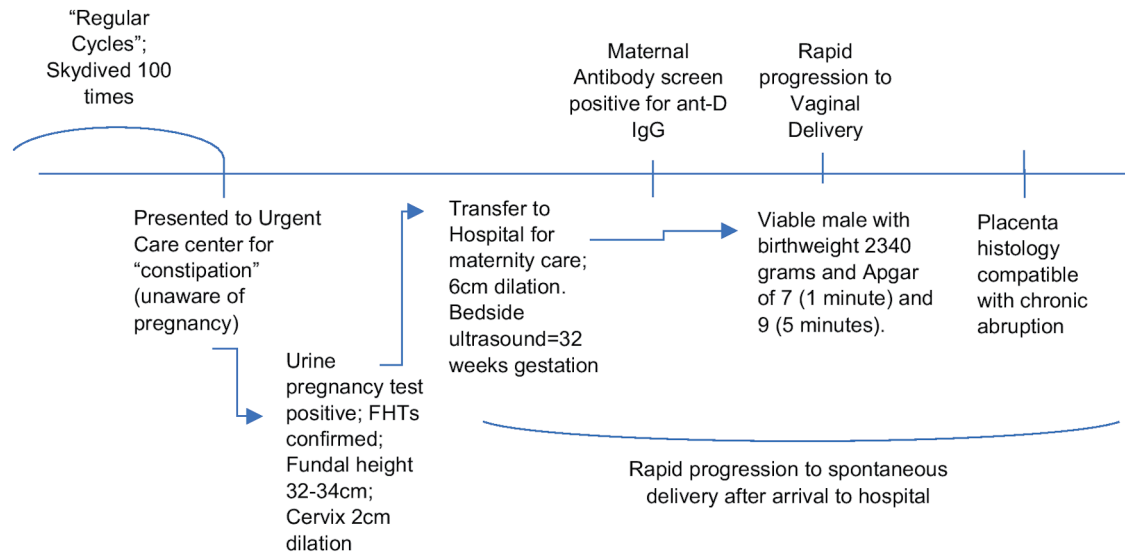 “Regular
Cycles”;
Skydived 100
times
Presented to Urgent
Care center for
“constipation”
(unaware of
pregnancy)
Urine
pregnancy test
positive; FHTs
confirmed;
Fundal height
32-34cm;
Cervix 2cm
dilation
Transfer to
Hospital for
maternity care;
6cm dilation.
Bedside
ultrasound=32
weeks gestation
Maternal
Antibody screen
positive for ant-D
IgG
Rapid
progression to
Vaginal
Delivery
Viable male with
birthweight 2340
grams and Apgar
of 7 (1 minute) and
9 (5 minutes).
Placenta
histology
compatible
with chronic
abruption
Rapid progression to spontaneous
delivery after arrival to hospital